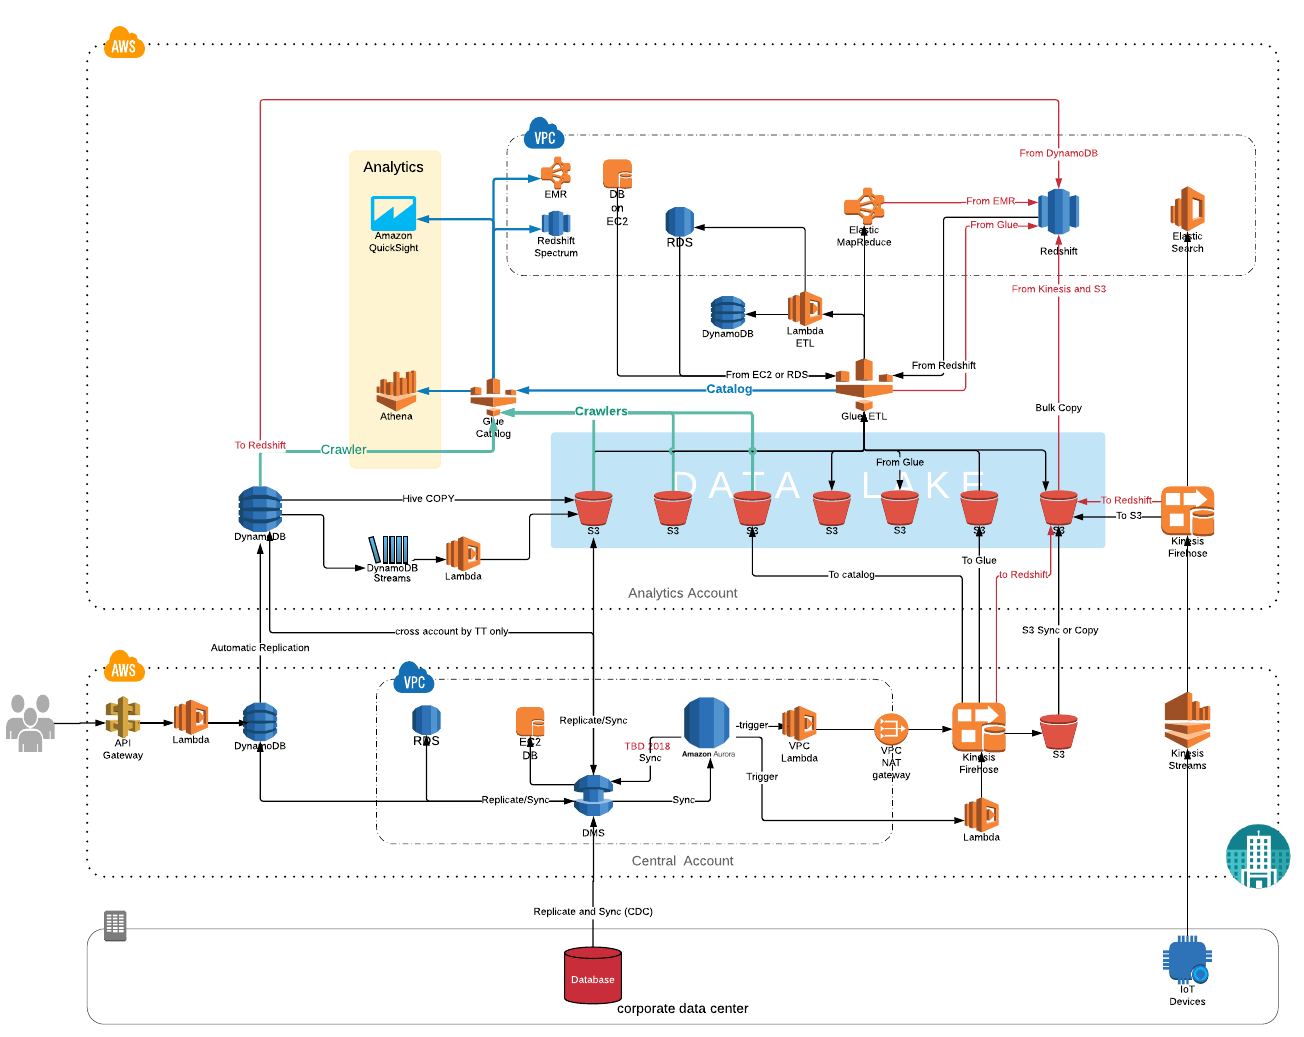 AWS
VPC
From DynamoDB
Analytics
EMR
DB
on
EC2
From EMR
Amazon
QuickSight
Redshift
Spectrum
RDS
Elastic
MapReduce
From Glue
Redshift
Elastic
Search
From Kinesis and S3
DynamoDB
Lambda
ETL
From EC2 or RDS
From Redshift
Catalog
Athena
Glue
Catalog
Crawlers
Glue ETL
Bulk Copy
To Redshift
Crawler
From Glue
DATA LAKE
Hive COPY
To Redshift
To S3
DynamoDB
S3
S3
S3
S3
S3
S3
S3
Kinesis
Firehose
DynamoDB
Streams
Lambda
To catalog
To Glue
to Redshift
Analytics Account
cross account by TT only
S3 Sync or Copy
Automatic Replication
AWS
VPC
API
Gateway
Lambda
DynamoDB
RDS
EC2
DB
Replicate/Sync
TBD 2018
Sync
Amazon Aurora
trigger
VPC
Lambda
VPC
NAT
gateway
Kinesis
Firehose
S3
Kinesis
Streams
Trigger
Replicate/Sync
Sync
DMS
Lambda
Central Account
Replicate and Sync (CDC)
Database
corporate data center
IoT
Devices